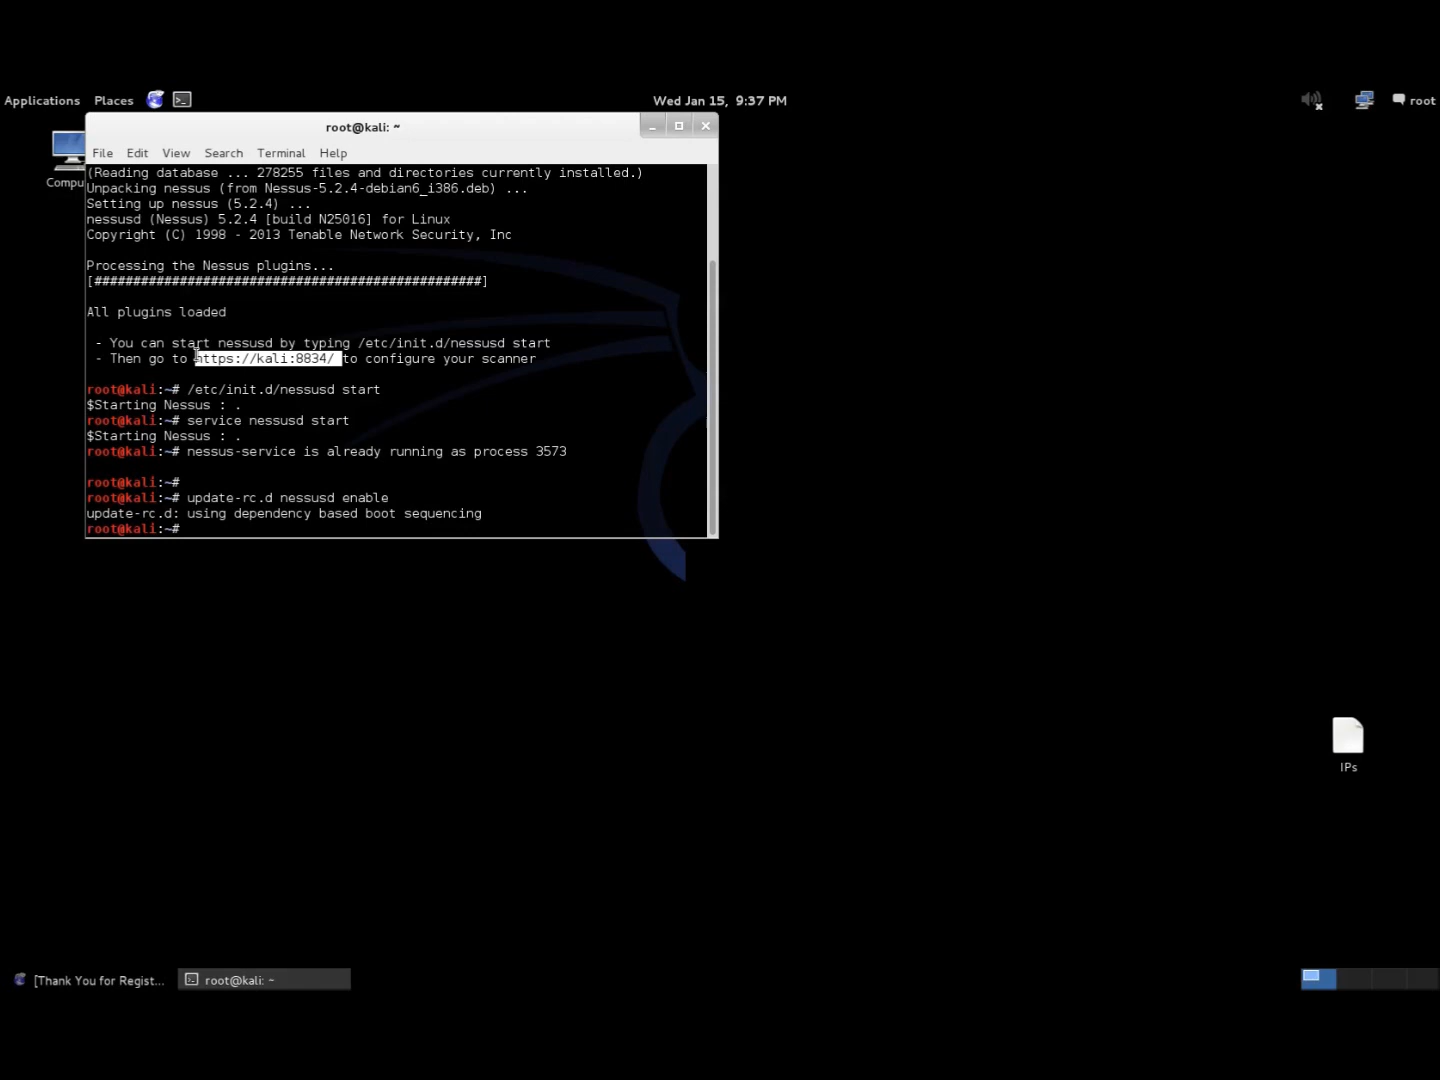 Applications Places Wed Jan 15, 9:37 PM root
root@kali: ~
File Edit View Search Terminal Help
Compu
(Reading database ... 278255 files and directories currently installed.)
Unpacking nessus (from Nessus-5.2.4-debian6_i386.deb) ...
Setting up nessus (5.2.4) ...
nessusd (Nessus) 5.2.4 [build N25016] for Linux
Copyright (C) 1998 - 2013 Tenable Network Security, Inc
Processing the Nessus plugins...
[##################################################]
All plugins loaded
- You can start nessusd by typing /etc/init.d/nessusd start
- Then go to https://kali:8834/ to configure your scanner
root@kali:~# /etc/init.d/nessusd start
$Starting Nessus : .
root@kali:~# service nessusd start
$Starting Nessus : .
root@kali:~# nessus-service is already running as process 3573
root@kali:~#
root@kali:~# update-rc.d nessusd enable
update-rc.d: using dependency based boot sequencing
root@kali:~#
IPs
[Thank You for Regist... root@kali: ~